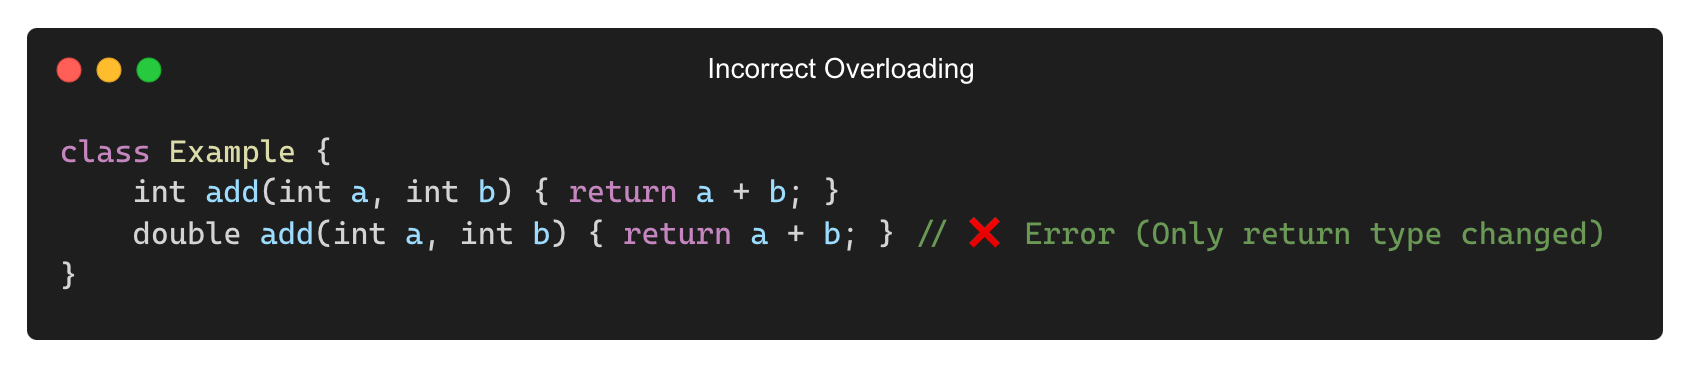 Incorrect Overloading
class Example {
    int add(int a, int b) { return a + b; }
    double add(int a, int b) { return a + b; } // ❌ Error (Only return type changed)
}